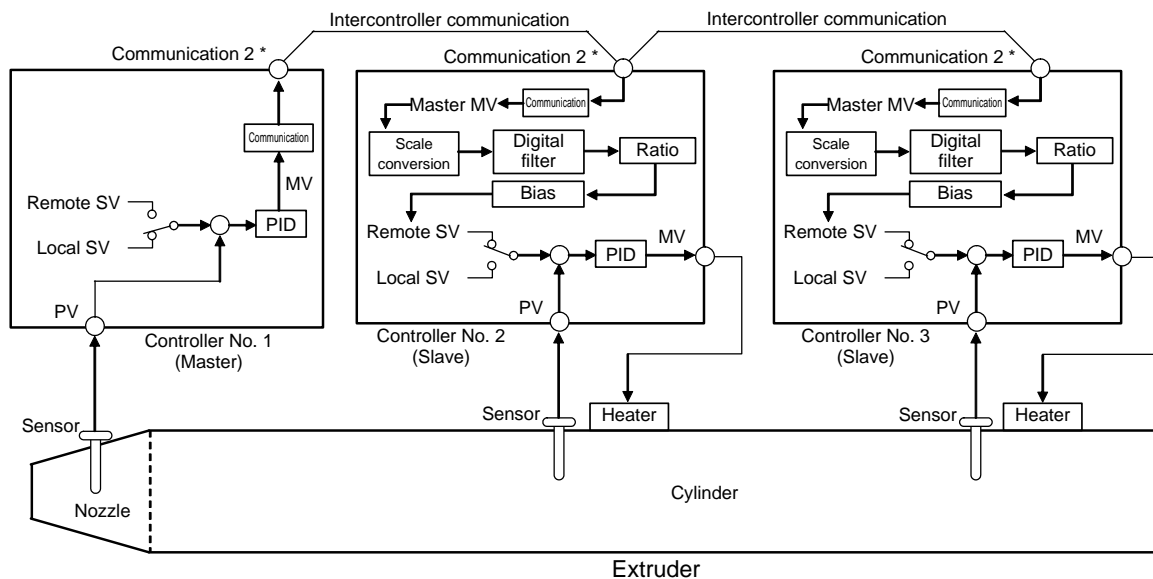 Intercontroller communication
Intercontroller communication
Communication 2 *
Communication
MV
Remote SV
PID
Local SV
PV
Controller No. 1
(Master)
Communication 2 *
Master MV
Communication
Scale
conversion
Digital
filter
Ratio
Bias
Remote SV
PID
MV
Local SV
PV
Controller No. 2
(Slave)
Communication 2 *
Master MV
Communication
Scale
conversion
Digital
filter
Ratio
Bias
Remote SV
PID
MV
Local SV
PV
Controller No. 3
(Slave)
Sensor
Sensor
Heater
Sensor
Heater
Nozzle
Cylinder
Extruder